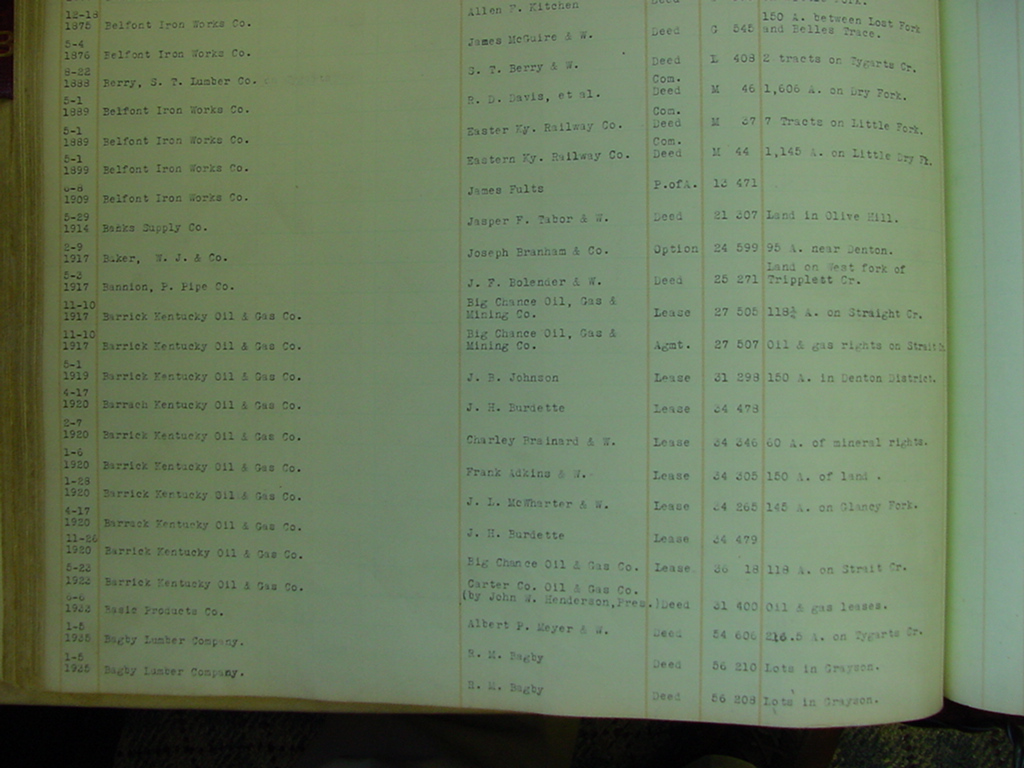 12-13
1875 Belfont Iron Works Co. Allen F. Kitchen Deed
5-4 150 A. between Lost Fork
1876 Belfont Iron Works Co. James McGuire & W. Deed G 545 and Belles Trace.
8-22
1888 Berry, S. T. Lumber Co. S. T. Berry & W. Deed L 408 2 tracts on Tygarts Cr.
5-1 Com.
1889 Belfont Iron Works Co. R. D. Davis, et al. Deed M 46 1,606 A. on Dry Fork.
5-1 Com.
1889 Belfont Iron Works Co. Easter Ky. Railway Co. Deed M 37 7 Tracts on Little Fork.
5-1 Com.
1899 Belfont Iron Works Co. Eastern Ky. Railway Co. Deed M 44 1,145 A. on Little Dry Fk.
6-8
1909 Belfont Iron Works Co. James Fults P.ofA. 13 471
5-29
1914 Banks Supply Co. Jasper F. Tabor & W. Deed 21 307 Land in Olive Hill.
2-9
1917 Baker, W. J. & Co. Joseph Branham & Co. Option 24 599 95 A. near Denton.
5-3 Land on West fork of
1917 Bannion, P. Pipe Co. J. F. Bolender & W. Deed 25 271 Tripplett Cr.
11-10 Big Chance Oil, Gas &
1917 Barrick Kentucky Oil & Gas Co. Mining Co. Lease 27 505 118½ A. on Straight Cr.
11-10 Big Chance Oil, Gas &
1917 Barrick Kentucky Oil & Gas Co. Mining Co. Agmt. 27 507 Oil & gas rights on Strait
5-1
1919 Barrick Kentucky Oil & Gas Co. J. B. Johnson Lease 31 298 150 A. in Denton District.
4-17
1920 Barrach Kentucky Oil & Gas Co. J. H. Burdette Lease 34 478
2-7
1920 Barrick Kentucky Oil & Gas Co. Charley Brainard & W. Lease 34 346 60 A. of mineral rights.
1-6
1920 Barrick Kentucky Oil & Gas Co. Frank Adkins & W. Lease 34 305 150 A. of land .
1-28
1920 Barrick Kentucky Oil & Gas Co. J. L. McWharter & W. Lease 34 265 145 A. on Clancy Fork.
4-17
1920 Barrack Kentucky Oil & Gas Co. J. H. Burdette Lease 34 479
11-26
1920 Barrick Kentucky Oil & Gas Co. Big Chance Oil & Gas Co. Lease 36 18 118 A. on Strait Cr.
5-23 Carter Co. Oil & Gas Co.
1923 Barrick Kentucky Oil & Gas Co. (by John W. Henderson,Pres.)Deed 31 400 Oil & gas leases.
6-6
1933 Basic Products Co. Albert P. Meyer & W. Deed 54 606 216.5 A. on Tygarts Cr.
1-5
1935 Bagby Lumber Company. R. M. Bagby Deed 56 210 Lots in Grayson.
1-5
1935 Bagby Lumber Company. R. M. Bagby Deed 56 208 Lots in Grayson.